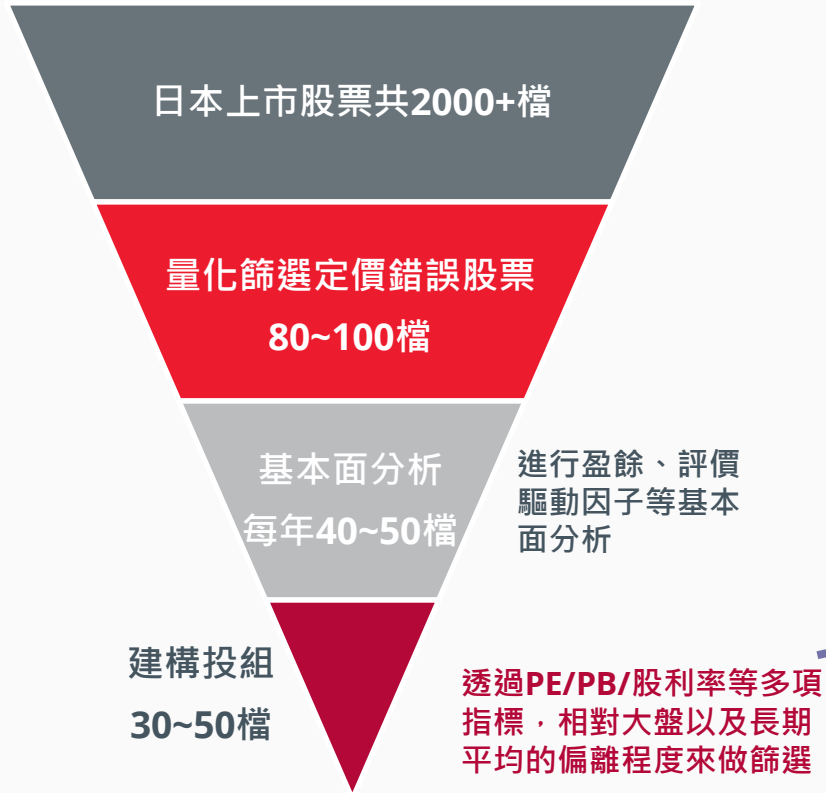 日本上市股票共2000+檔
量化篩選定價錯誤股票
80~100檔
基本面分析
每年40~50檔
進行盈餘、評價
驅動因子等基本
面分析
建構投組
30~50檔
透過PE/PB/股利率等多項
指標，相對大盤以及長期
平均的偏離程度來做篩選